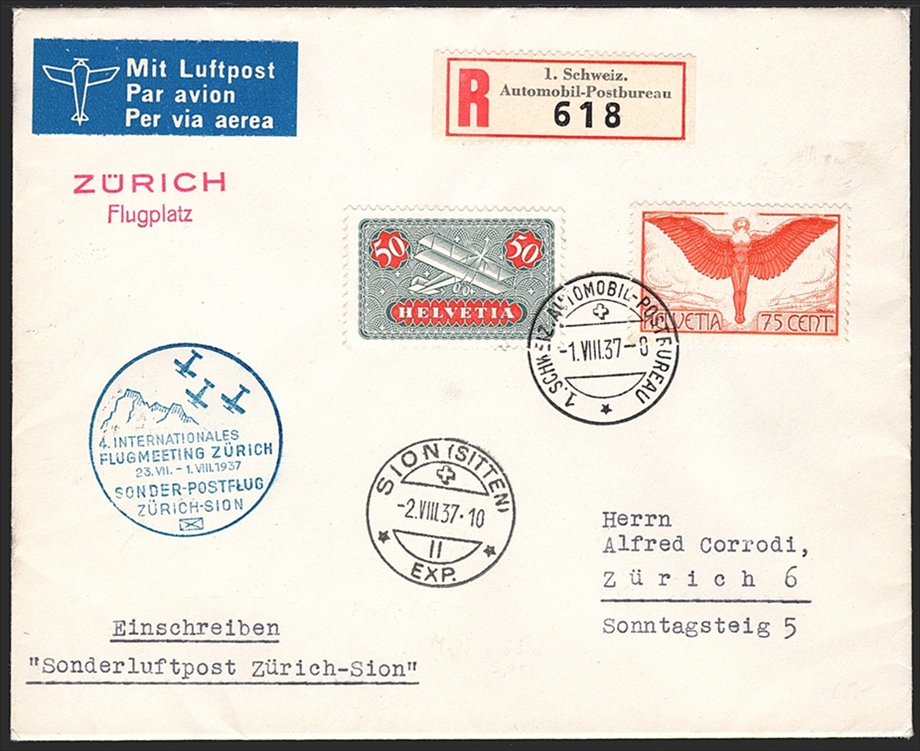 Mit Luftpost
Par avion
Per via aerea
R
1. Schweiz.
Automobil-Postbureau
618
ZÜRICH
Flugplatz
50 50
HELVETIA
HELVETIA 75 CENT.
1. SCHWEIZ. AUTOMOBIL-POSTBUREAU
-1.VIII.37-8
4. INTERNATIONALES
FLUGMEETING ZÜRICH
23.VII. - 1.VIII.1937
SONDER-POSTFLUG
ZÜRICH-SION
SION (SITTEN)
-2.VIII.37·10
II
EXP.
Herrn
Alfred Corrodi,
Zürich 6
Sonntagsteig 5
Einschreiben
"Sonderluftpost Zürich-Sion"